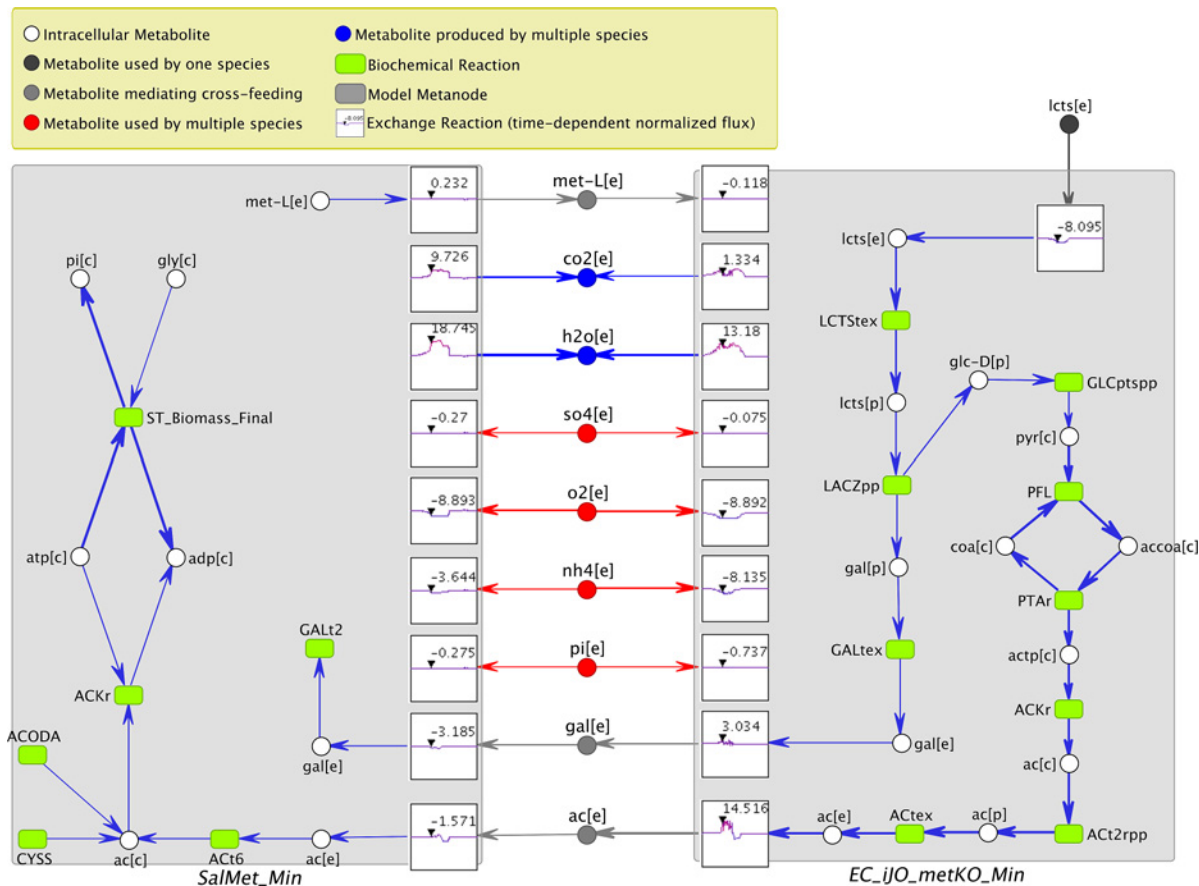 Intracellular Metabolite
Metabolite used by one species
Metabolite mediating cross-feeding
Metabolite used by multiple species
Metabolite produced by multiple species
Biochemical Reaction
Model Metanode
-8.095
Exchange Reaction (time-dependent normalized flux)
lcts[e]
met-L[e]
0.232
met-L[e]
-0.118
lcts[e]
-8.095
pi[c]
gly[c]
9.726
co2[e]
1.334
LCTStex
18.745
h2o[e]
13.18
glc-D[p]
GLCptspp
ST_Biomass_Final
-0.27
so4[e]
-0.075
lcts[p]
pyr[c]
-8.893
o2[e]
-8.892
LACZpp
PFL
atp[c]
adp[c]
coa[c]
accoa[c]
-3.644
nh4[e]
-8.135
gal[p]
PTAr
GALt2
-0.275
pi[e]
-0.737
GALtex
actp[c]
ACKr
ACKr
ACODA
gal[e]
-3.185
gal[e]
3.034
gal[e]
ac[c]
CYSS
ac[c]
ACt6
ac[e]
-1.571
ac[e]
14.516
ac[e]
ACtex
ac[p]
ACt2rpp
SalMet_Min
EC_iJO_metKO_Min